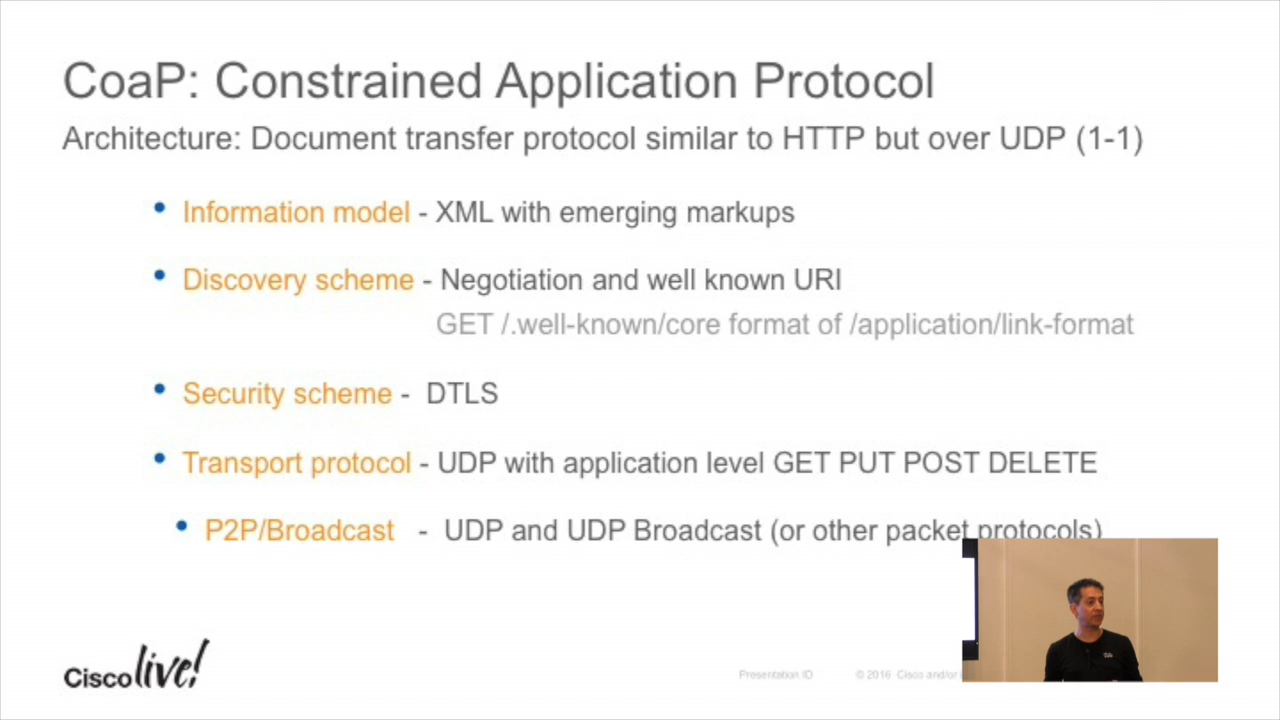 CoaP: Constrained Application Protocol
Architecture: Document transfer protocol similar to HTTP but over UDP (1-1)
• Information model - XML with emerging markups
• Discovery scheme - Negotiation and well known URI
GET /.well-known/core format of /application/link-format
• Security scheme - DTLS
• Transport protocol - UDP with application level GET PUT POST DELETE
• P2P/Broadcast - UDP and UDP Broadcast (or other packet protocols)
Cisco live!
Presentation ID © 2016 Cisco and/or